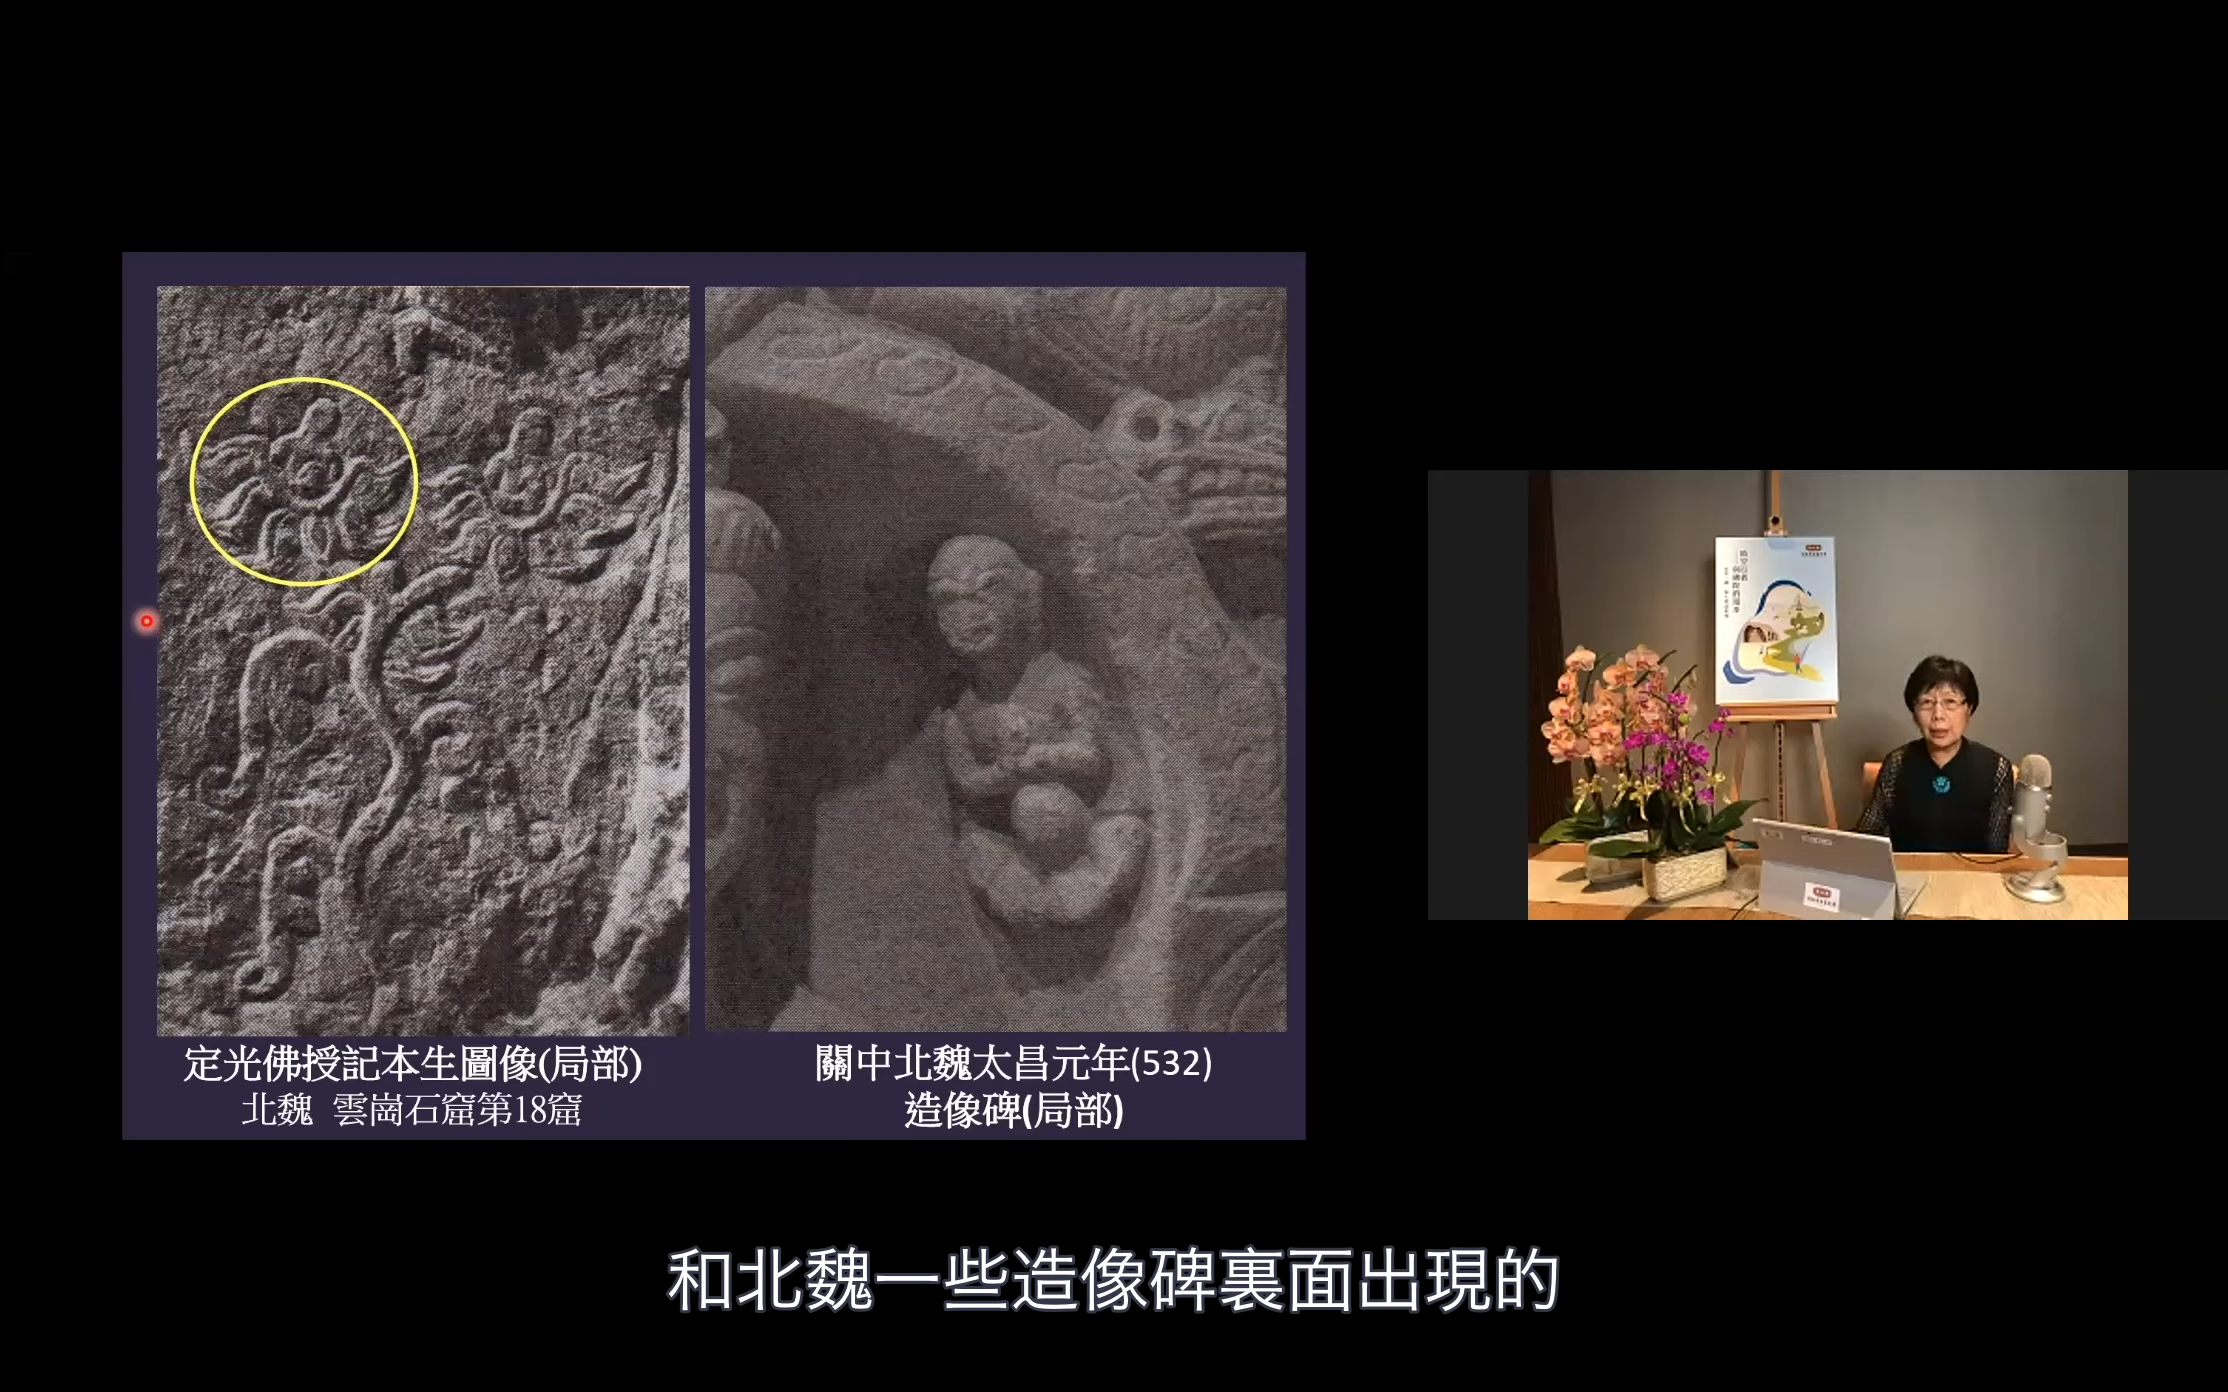 定光佛授記本生圖像(局部)
北魏 雲崗石窟第18窟
關中北魏太昌元年(532)
造像碑(局部)
和北魏一些造像碑裏面出現的